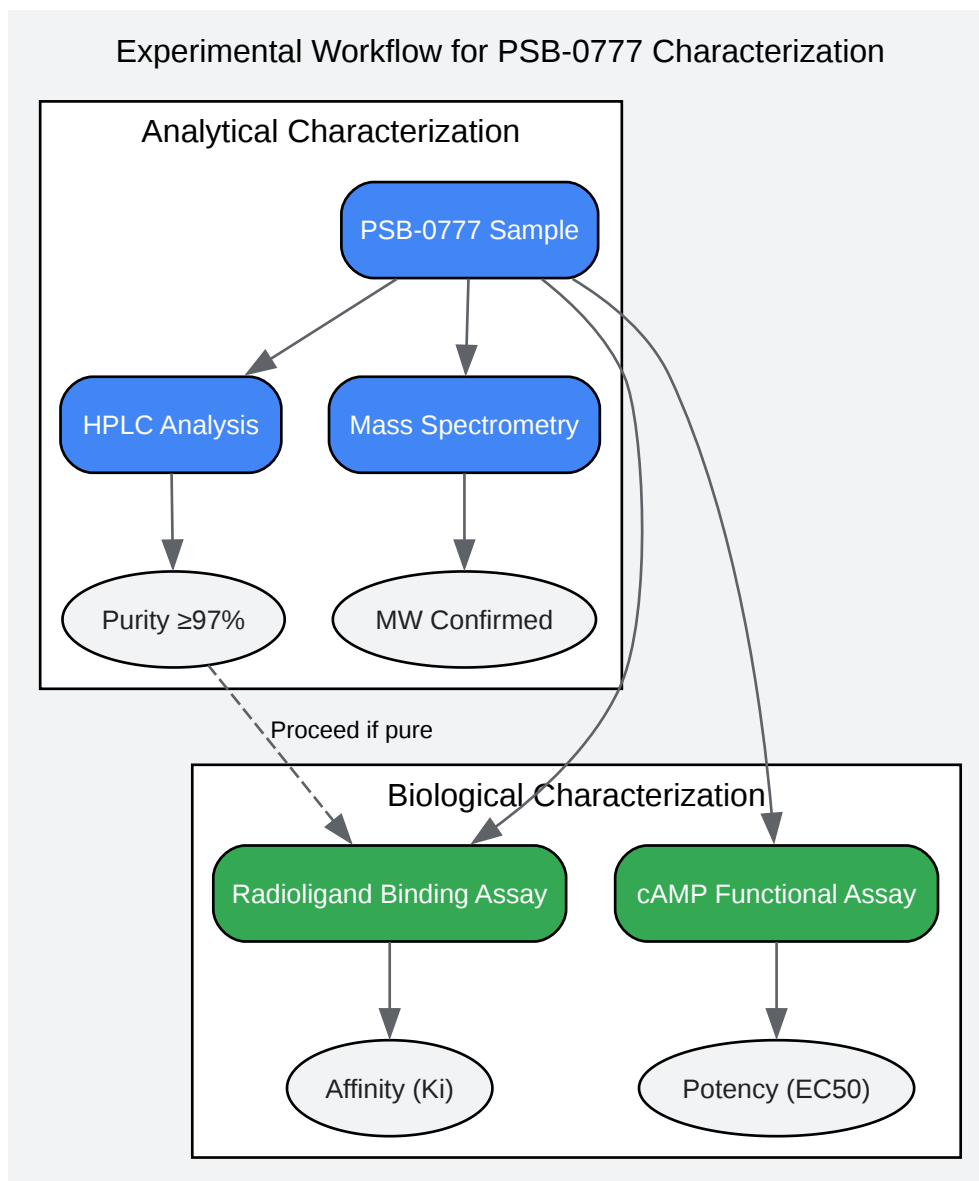 Experimental Workflow for PSB-0777 Characterization
Analytical Characterization
PSB-0777 Sample
HPLC Analysis
Mass Spectrometry
Purity ≥97%
MW Confirmed
Proceed if pure
Biological Characterization
Radioligand Binding Assay
cAMP Functional Assay
Affinity (Ki)
Potency (EC50)